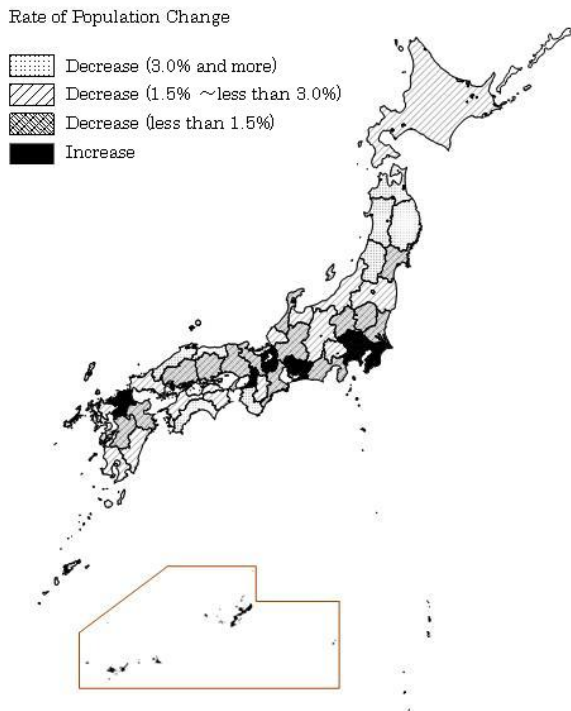 Rate of Population Change
Decrease (3.0% and more)
Decrease (1.5% ～less than 3.0%)
Decrease (less than 1.5%)
Increase